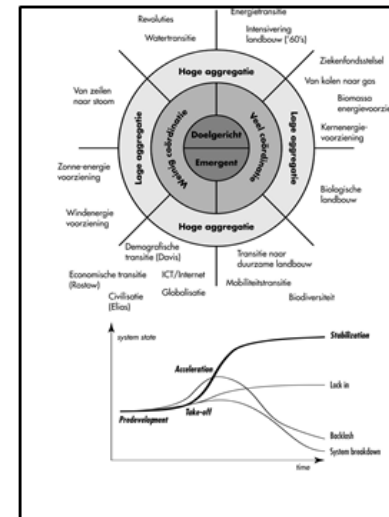 Energietransitie
Revoluties
Intensivering
landbouw ('60's)
Watertransitie
Ziekenfondsstelsel
Hoge aggregatie
Van kolen naar gas
Van zeilen
naar stoom
Biomassa
energievoorzie
Lage aggregatie
Weinig coördinatie
Doelgericht
Veel coördinatie
Lage aggregatie
Kernenergie-
voorziening
Emergent
Zonne-energie
voorziening
Biologische
landbouw
Windenergie
voorziening
Hoge aggregatie
Demografische
transitie (Davis)
Transitie naar
duurzame landbouw
Economische transitie
(Rostow)
ICT/Internet
Mobiliteitstransitie
Civilisatie
(Elias)
Globalisatie
Biodiversiteit
system state
Stabilization
Acceleration
Lock in
Predevelopment
Take-off
Backlash
System breakdown
time